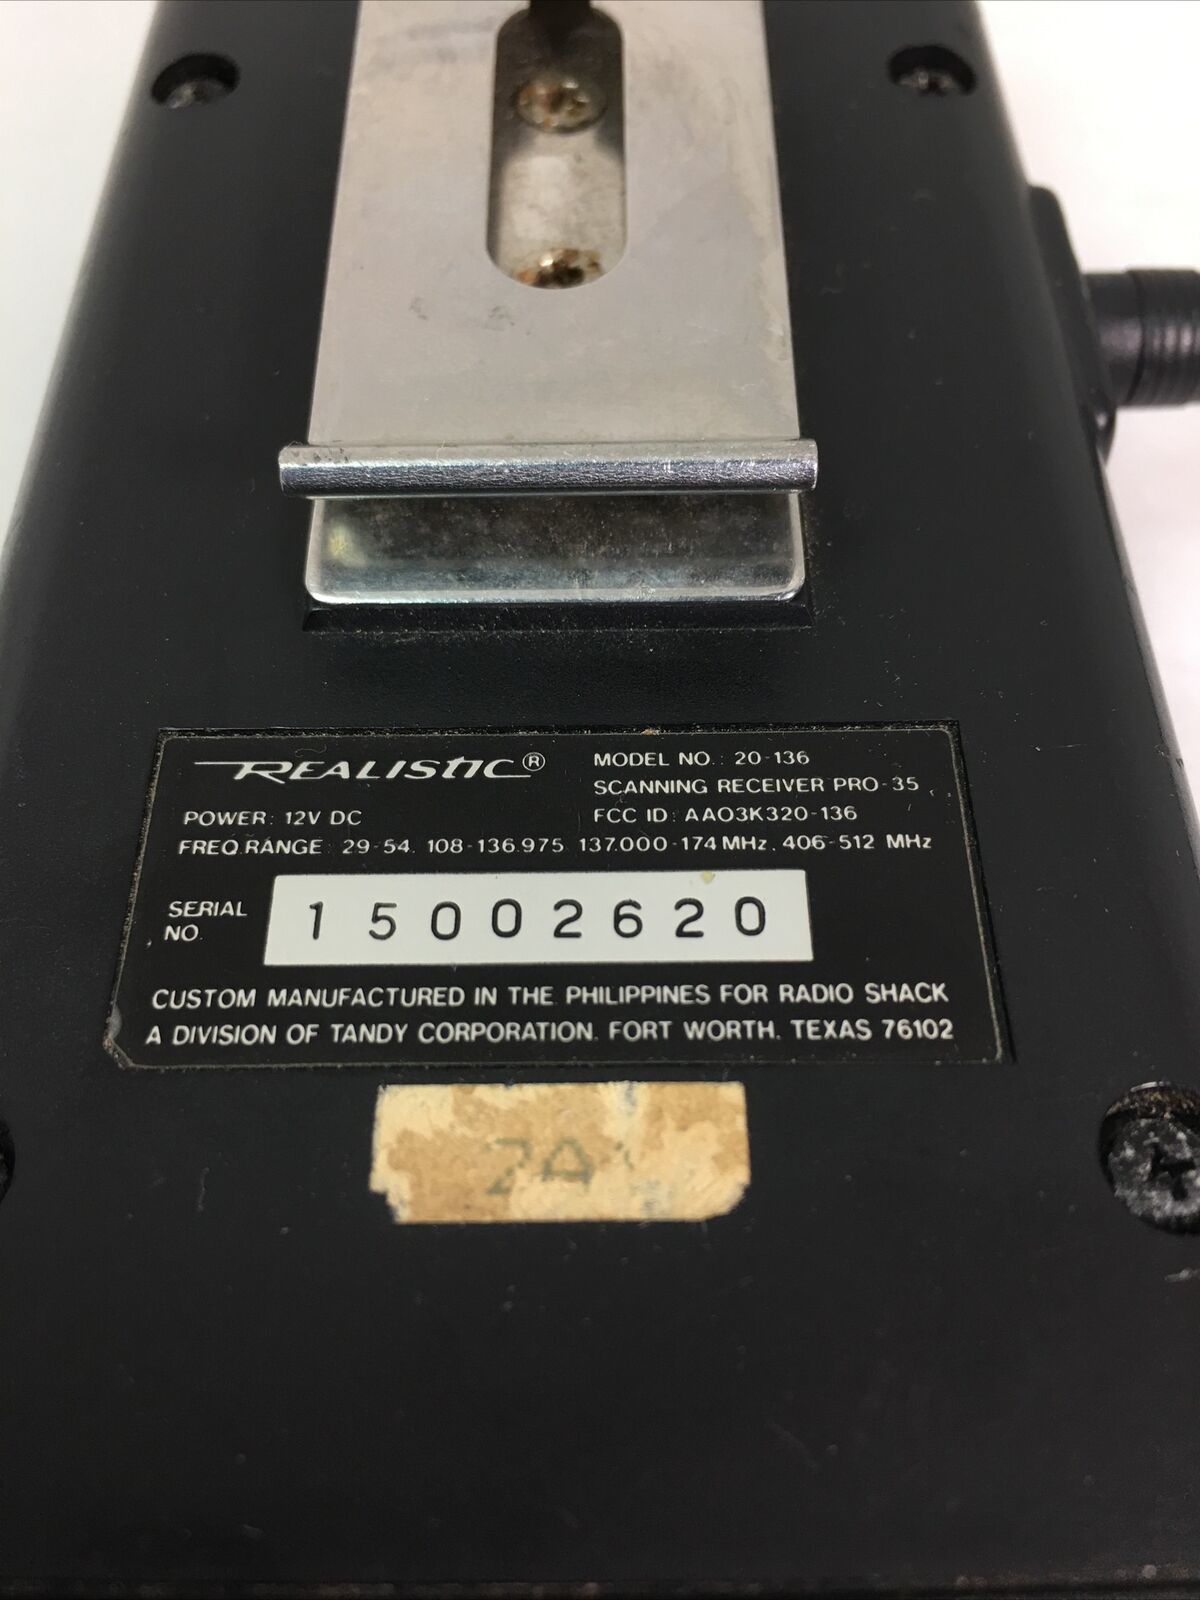 REALISTIC®
MODEL NO.: 20-136
SCANNING RECEIVER PRO-35
POWER: 12V DC
FCC ID: AAO3K320-136
FREQ.RANGE: 29-54. 108-136.975 137.000-174 MHz. 406-512 MHz
SERIAL NO. 15002620
CUSTOM MANUFACTURED IN THE PHILIPPINES FOR RADIO SHACK
A DIVISION OF TANDY CORPORATION. FORT WORTH. TEXAS 76102